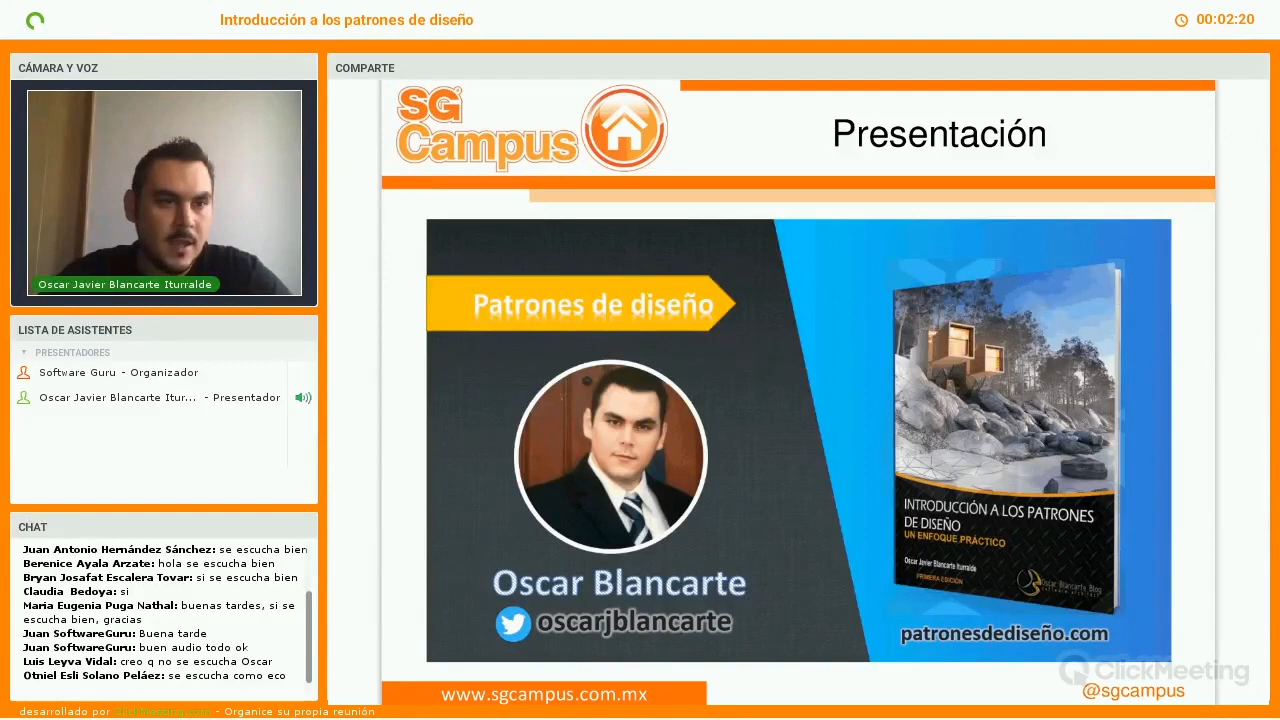 Introducción a los patrones de diseño
00:02:20
CÁMARA Y VOZ
Oscar Javier Blancarte Iturralde
LISTA DE ASISTENTES
PRESENTADORES
Software Guru - Organizador
Oscar Javier Blancarte Itur... - Presentador
CHAT
Juan Antonio Hernández Sánchez: se escucha bien
Berenice Ayala Arzate: hola se escucha bien
Bryan Josafat Escalera Tovar: si se escucha bien
Claudia Bedoya: si
Maria Eugenia Puga Nathal: buenas tardes, si se
escucha bien, gracias
Juan SoftwareGuru: Buena tarde
Juan SoftwareGuru: buen audio todo ok
Luis Leyva Vidal: creo q no se escucha Oscar
Otniel Esli Solano Peláez: se escucha como eco
desarrollado por ClickMeeting.com - Organice su propia reunión
COMPARTE
SG
Campus
Presentación
Patrones de diseño
Oscar Blancarte
oscarjblancarte
INTRODUCCIÓN A LOS PATRONES
DE DISEÑO
UN ENFOQUE PRÁCTICO
Oscar Javier Blancarte Iturralde
PRIMERA EDICIÓN
Oscar Blancarte Blog
patronesdediseño.com
ClickMeeting
www.sgcampus.com.mx
@sgcampus